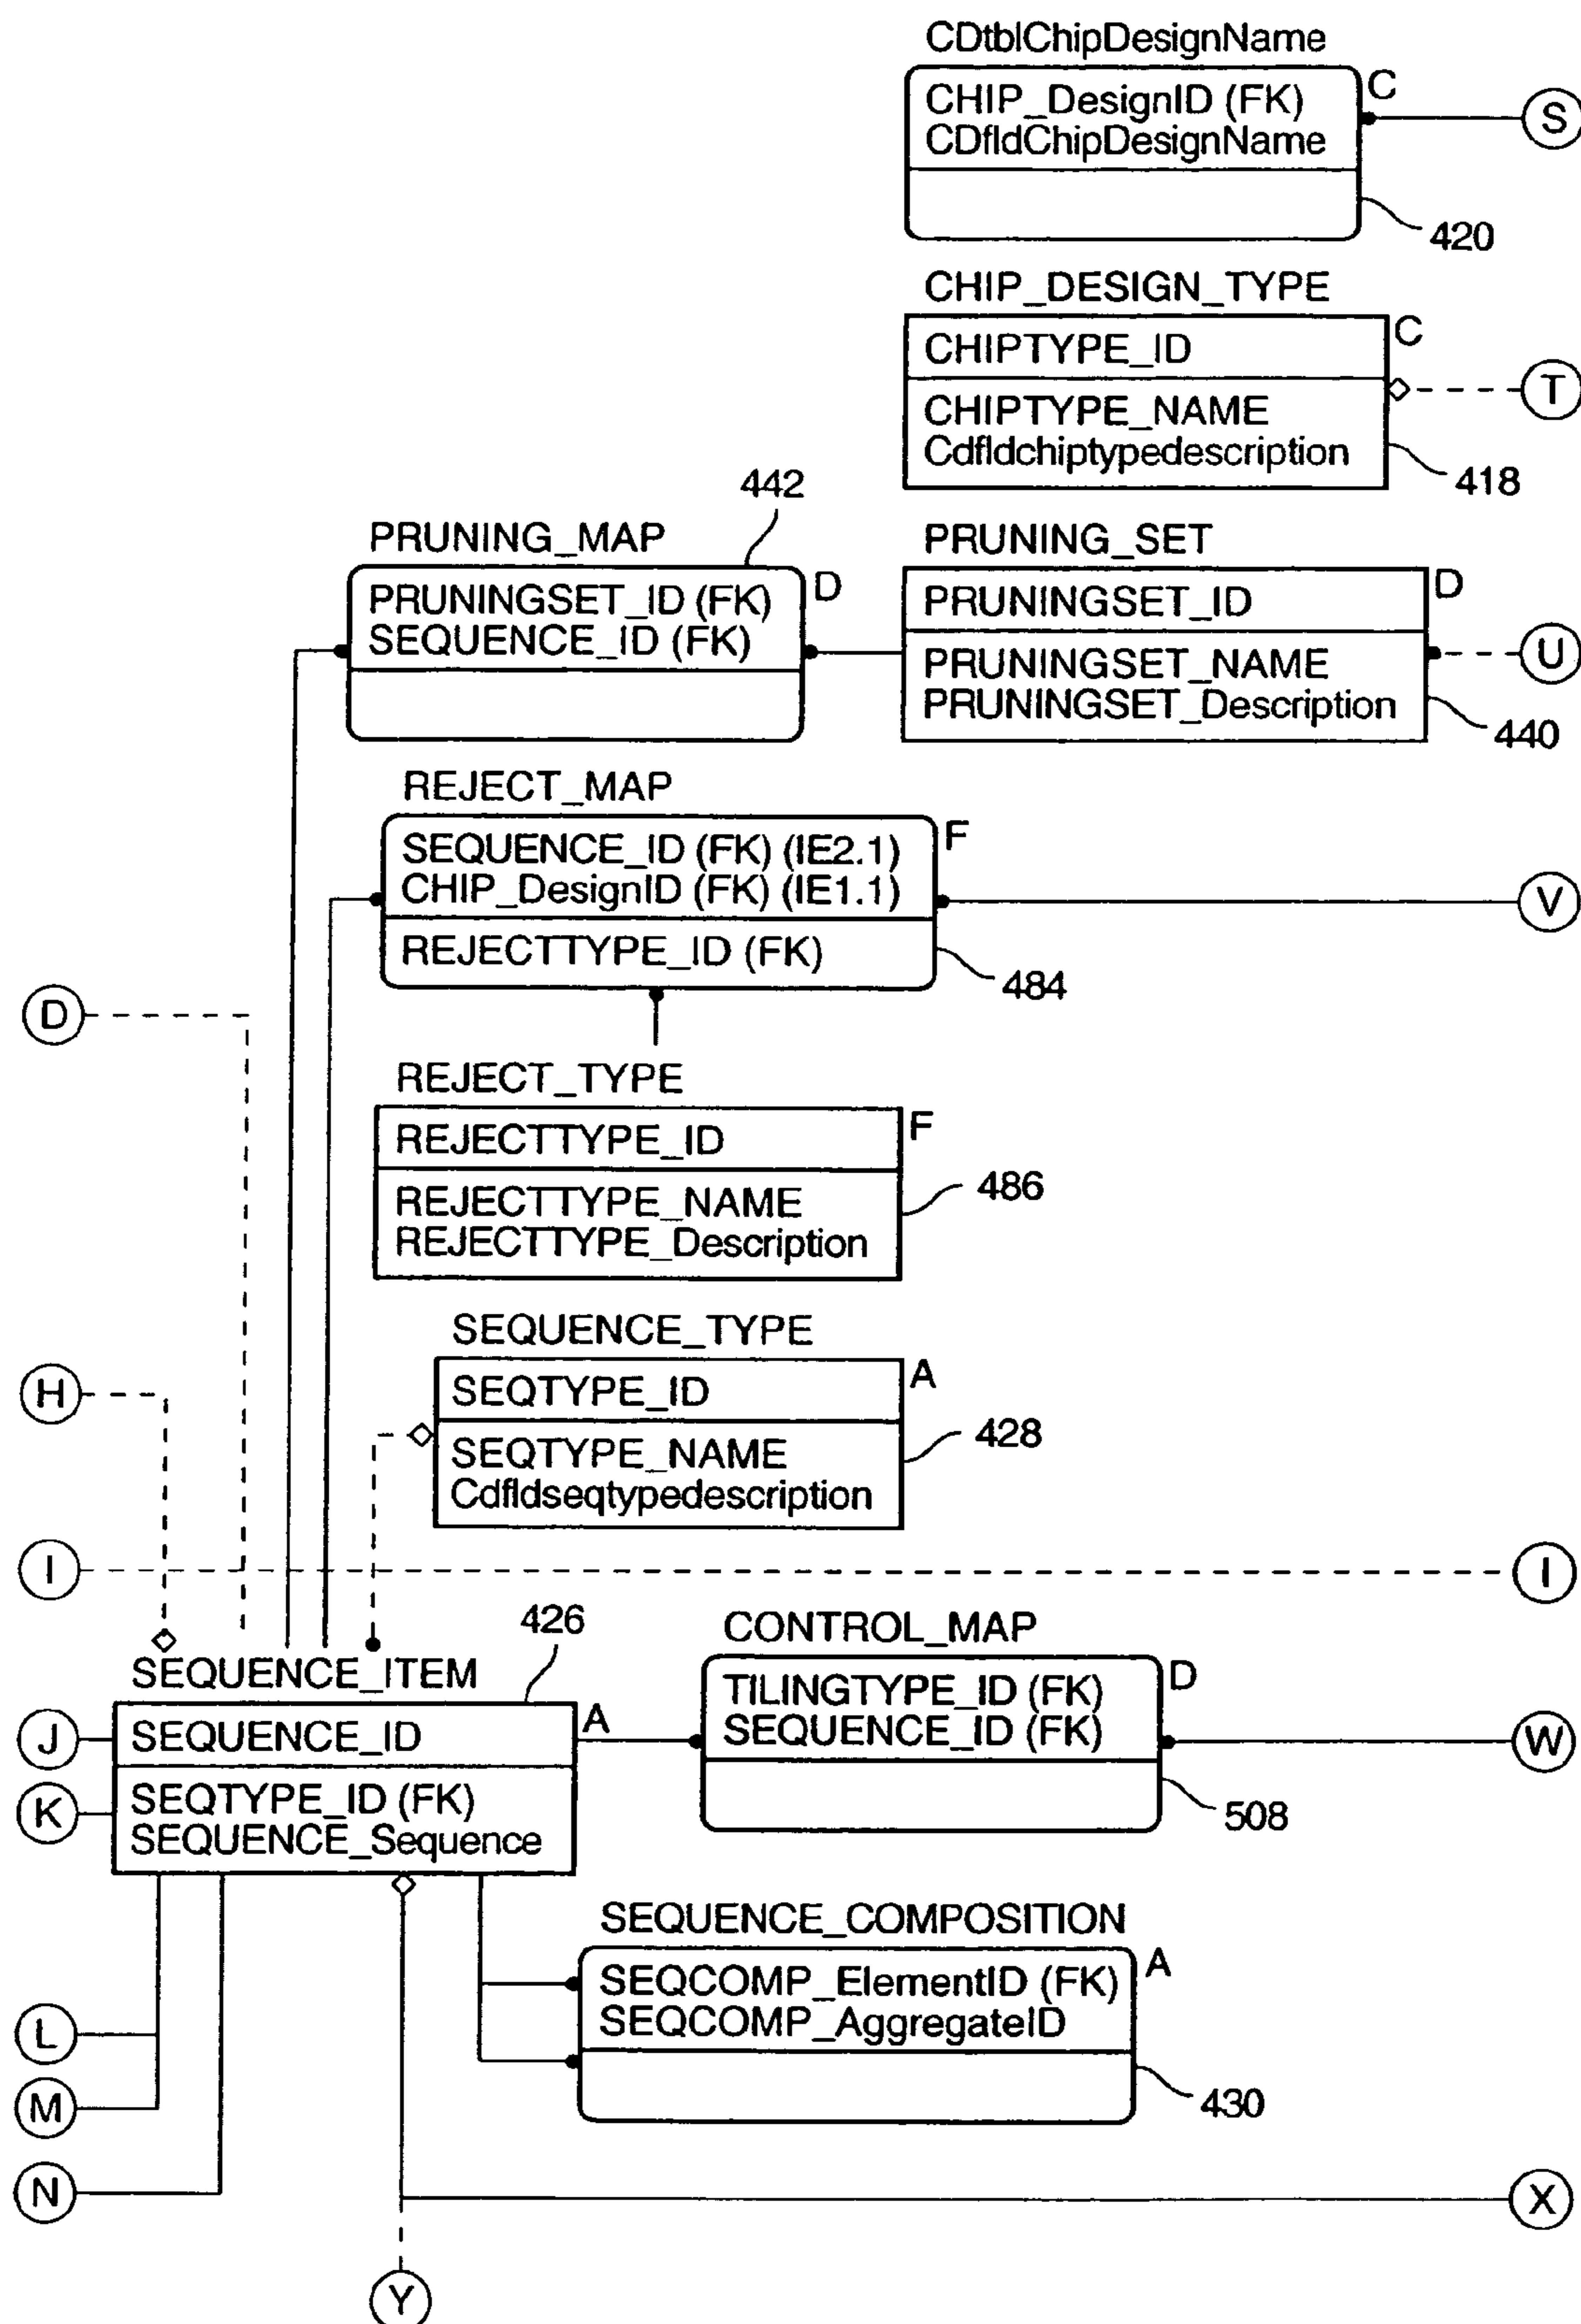 CDtblChipDesignName
CHIP_DesignID (FK)
CDfldChipDesignName
C
S
420
CHIP_DESIGN_TYPE
CHIPTYPE_ID
C
CHIPTYPE_NAME
Cdfldchiptypedescription
T
418
442
PRUNING_MAP
PRUNINGSET_ID (FK)
SEQUENCE_ID (FK)
D
PRUNING_SET
PRUNINGSET_ID
D
PRUNINGSET_NAME
PRUNINGSET_Description
U
440
REJECT_MAP
SEQUENCE_ID (FK) (IE2.1)
CHIP_DesignID (FK) (IE1.1)
F
REJECTTYPE_ID (FK)
V
484
D
REJECT_TYPE
REJECTTYPE_ID
F
REJECTTYPE_NAME
REJECTTYPE_Description
486
SEQUENCE_TYPE
SEQTYPE_ID
A
SEQTYPE_NAME
Cdfldseqtypedescription
428
H
I
I
426
SEQUENCE_ITEM
SEQUENCE_ID
A
SEQTYPE_ID (FK)
SEQUENCE_Sequence
J
K
CONTROL_MAP
TILINGTYPE_ID (FK)
SEQUENCE_ID (FK)
D
W
508
SEQUENCE_COMPOSITION
SEQCOMP_ElementID (FK)
SEQCOMP_AggregateID
A
430
L
M
N
X
Y